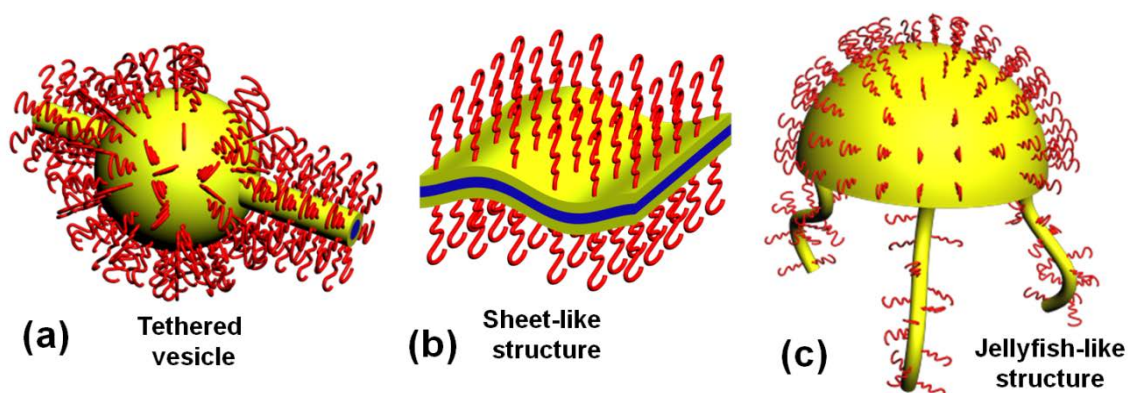 (a)
Tethered
vesicle
(b)
Sheet-like
structure
(c)
Jellyfish-like
structure